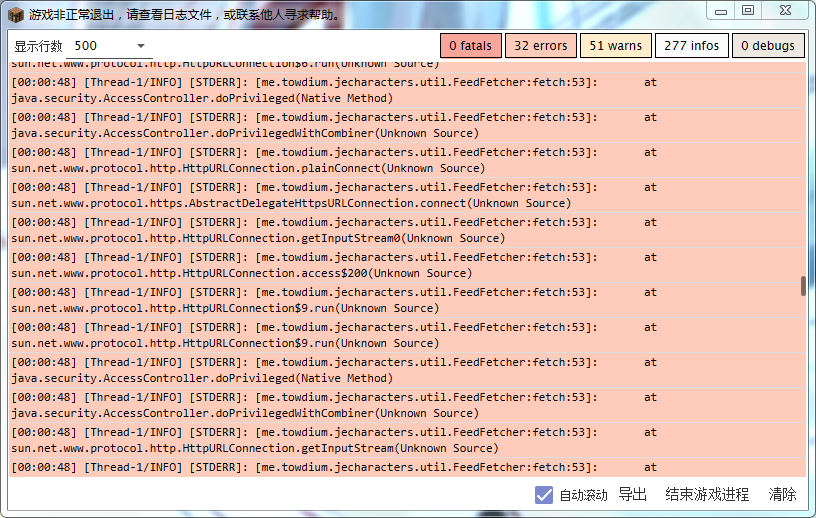 游戏非正常退出，请查看日志文件，或联系他人寻求帮助。
显示行数 500 0 fatals 32 errors 51 warns 277 infos 0 debugs
sun.net.www.protocol.http.HttpURLConnection$6.run(Unknown Source)
[00:00:48] [Thread-1/INFO] [STDERR]: [me.towdium.jecharacters.util.FeedFetcher:fetch:53]: at
java.security.AccessController.doPrivileged(Native Method)
[00:00:48] [Thread-1/INFO] [STDERR]: [me.towdium.jecharacters.util.FeedFetcher:fetch:53]: at
java.security.AccessController.doPrivilegedWithCombiner(Unknown Source)
[00:00:48] [Thread-1/INFO] [STDERR]: [me.towdium.jecharacters.util.FeedFetcher:fetch:53]: at
sun.net.www.protocol.http.HttpURLConnection.plainConnect(Unknown Source)
[00:00:48] [Thread-1/INFO] [STDERR]: [me.towdium.jecharacters.util.FeedFetcher:fetch:53]: at
sun.net.www.protocol.https.AbstractDelegateHttpsURLConnection.connect(Unknown Source)
[00:00:48] [Thread-1/INFO] [STDERR]: [me.towdium.jecharacters.util.FeedFetcher:fetch:53]: at
sun.net.www.protocol.http.HttpURLConnection.getInputStream0(Unknown Source)
[00:00:48] [Thread-1/INFO] [STDERR]: [me.towdium.jecharacters.util.FeedFetcher:fetch:53]: at
sun.net.www.protocol.http.HttpURLConnection.access$200(Unknown Source)
[00:00:48] [Thread-1/INFO] [STDERR]: [me.towdium.jecharacters.util.FeedFetcher:fetch:53]: at
sun.net.www.protocol.http.HttpURLConnection$9.run(Unknown Source)
[00:00:48] [Thread-1/INFO] [STDERR]: [me.towdium.jecharacters.util.FeedFetcher:fetch:53]: at
sun.net.www.protocol.http.HttpURLConnection$9.run(Unknown Source)
[00:00:48] [Thread-1/INFO] [STDERR]: [me.towdium.jecharacters.util.FeedFetcher:fetch:53]: at
java.security.AccessController.doPrivileged(Native Method)
[00:00:48] [Thread-1/INFO] [STDERR]: [me.towdium.jecharacters.util.FeedFetcher:fetch:53]: at
java.security.AccessController.doPrivilegedWithCombiner(Unknown Source)
[00:00:48] [Thread-1/INFO] [STDERR]: [me.towdium.jecharacters.util.FeedFetcher:fetch:53]: at
sun.net.www.protocol.http.HttpURLConnection.getInputStream(Unknown Source)
[00:00:48] [Thread-1/INFO] [STDERR]: [me.towdium.jecharacters.util.FeedFetcher:fetch:53]: at
自动滚动 导出 结束游戏进程 清除